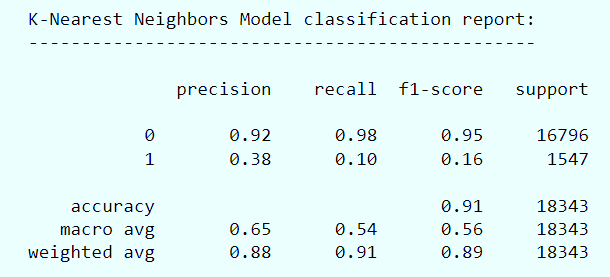 K-Nearest Neighbors Model classification report:
------------------------------------------------
precision recall f1-score support
0 0.92 0.98 0.95 16796
1 0.38 0.10 0.16 1547
accuracy 0.91 18343
macro avg 0.65 0.54 0.56 18343
weighted avg 0.88 0.91 0.89 18343